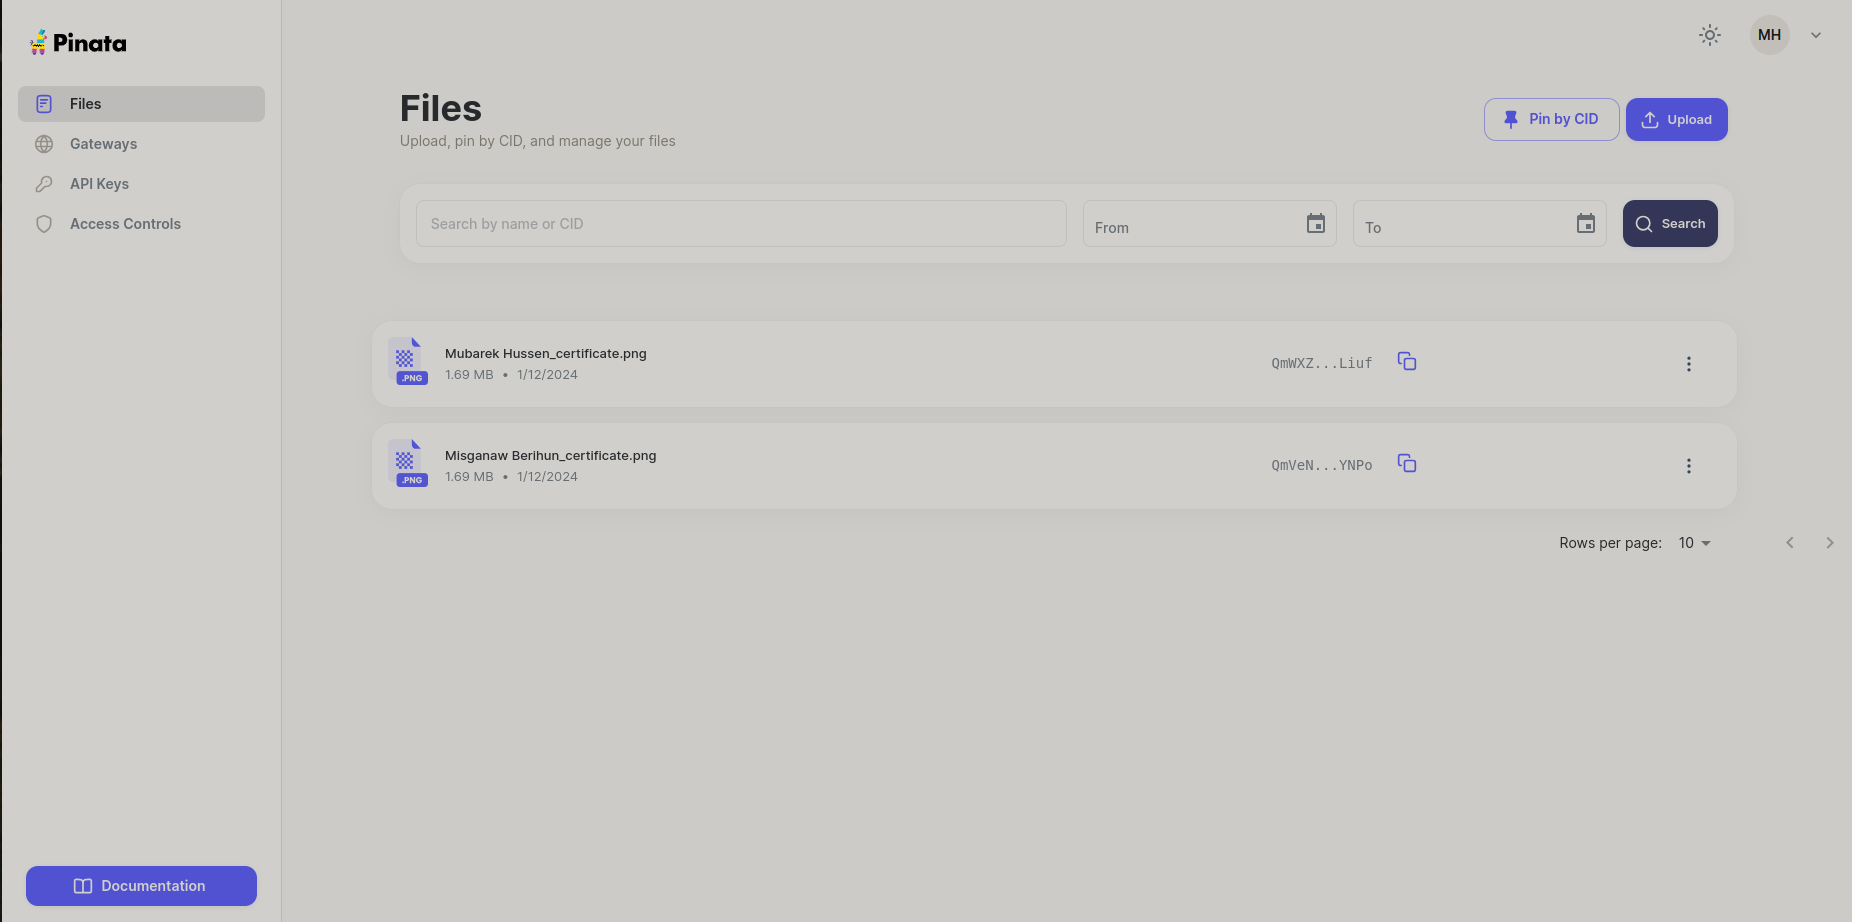 Pinata
Files
Gateways
API Keys
Access Controls
Documentation
MH
Files
Upload, pin by CID, and manage your files
Pin by CID
Upload
Search by name or CID
From
To
Search
.PNG
Mubarek Hussen_certificate.png
1.69 MB • 1/12/2024
QmWXZ...Liuf
.PNG
Misganaw Berihun_certificate.png
1.69 MB • 1/12/2024
QmVeN...YNPo
Rows per page: 10